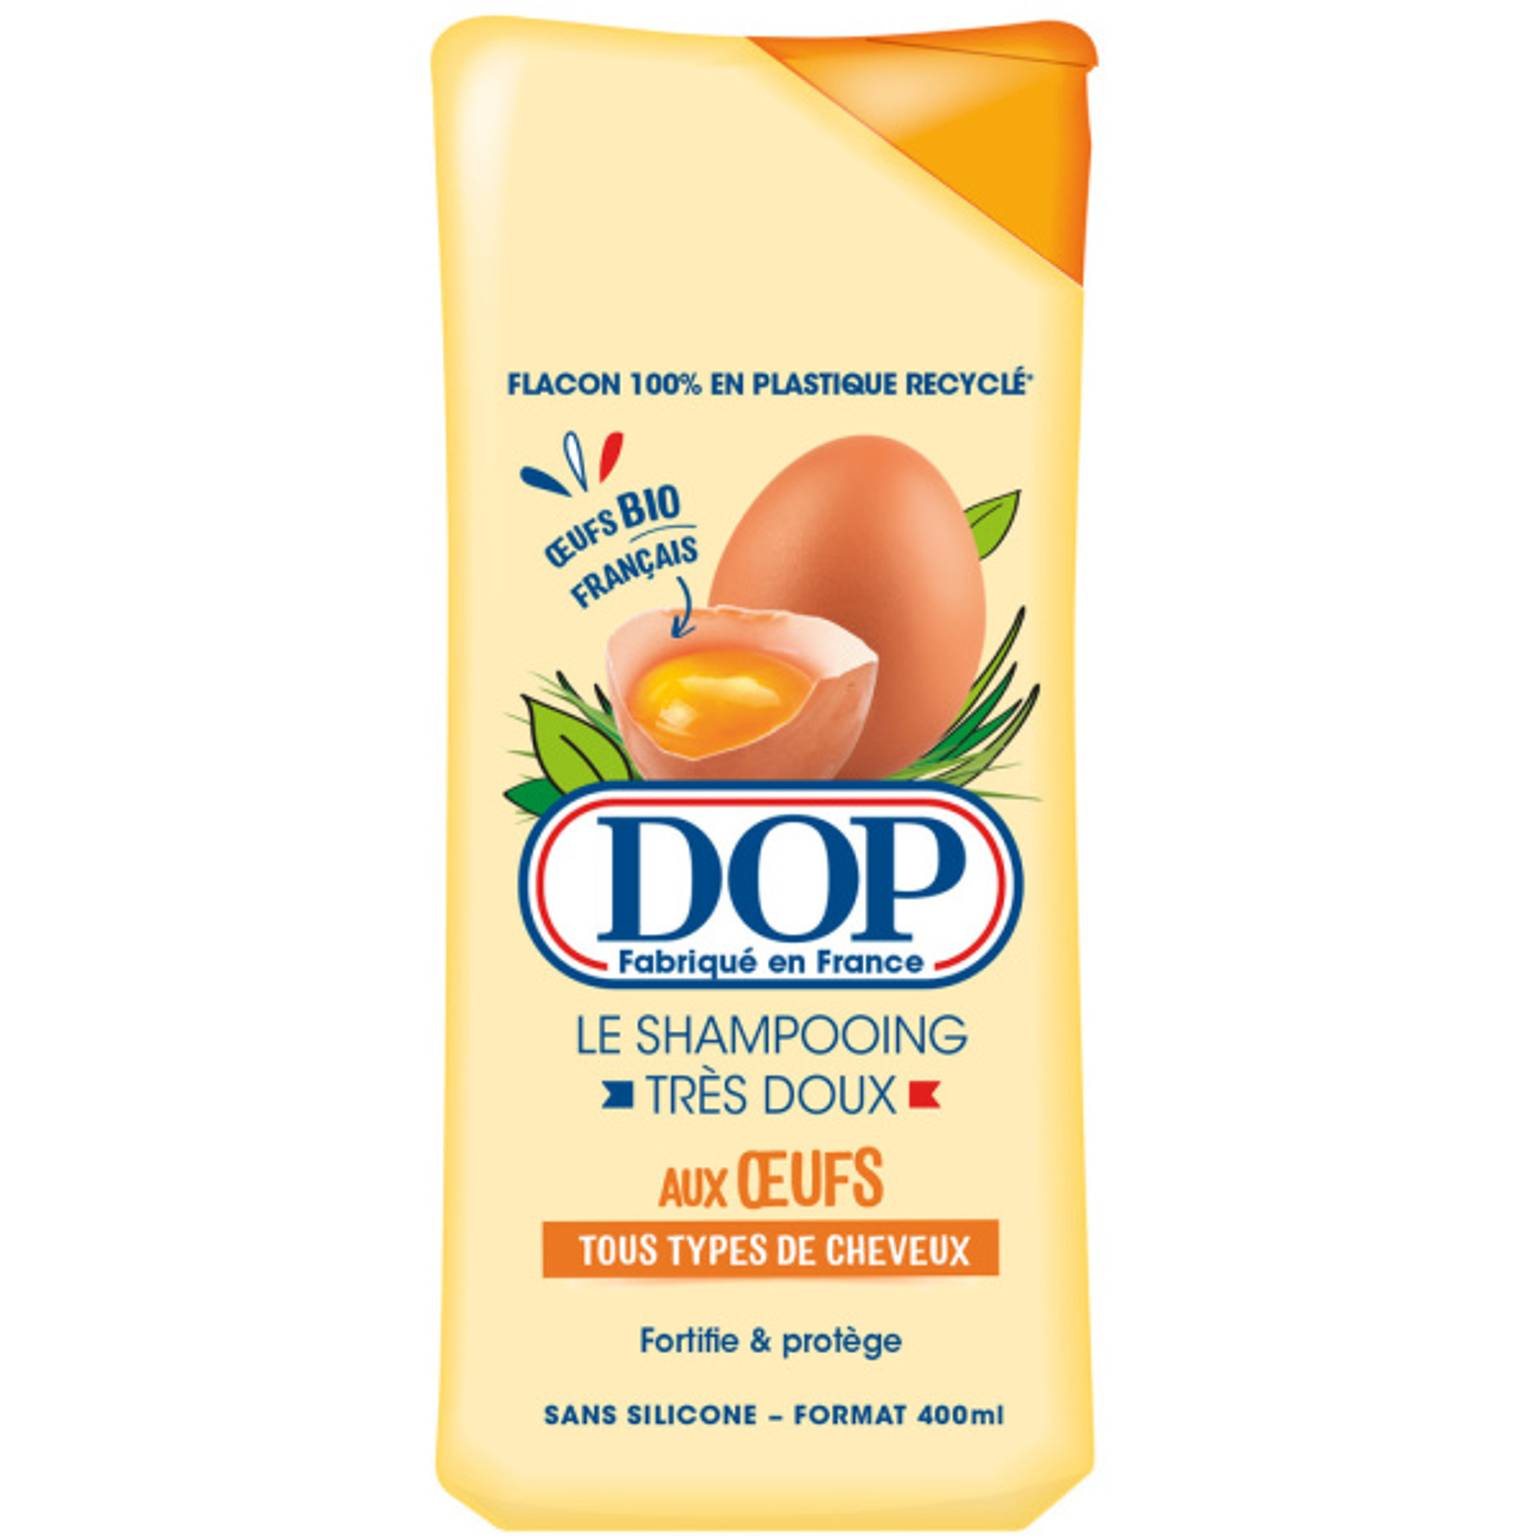 FLACON 100% EN PLASTIQUE RECYCLÉ*
ŒUFS BIO
FRANÇAIS
DOP
Fabriqué en France
LE SHAMPOOING
TRÈS DOUX
AUX ŒUFS
TOUS TYPES DE CHEVEUX
Fortifie & protège
SANS SILICONE – FORMAT 400ml